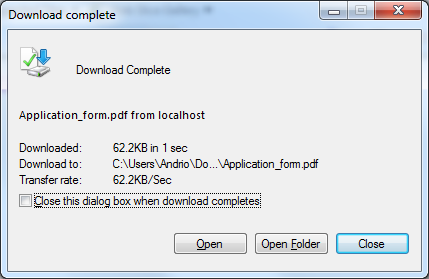 Download complete
Download Complete
Application_form.pdf from localhost
Downloaded: 62.2KB in 1 sec
Download to: C:\Users\Andrio\Do...\Application_form.pdf
Transfer rate: 62.2KB/Sec
Close this dialog box when download completes
Open Open Folder Close